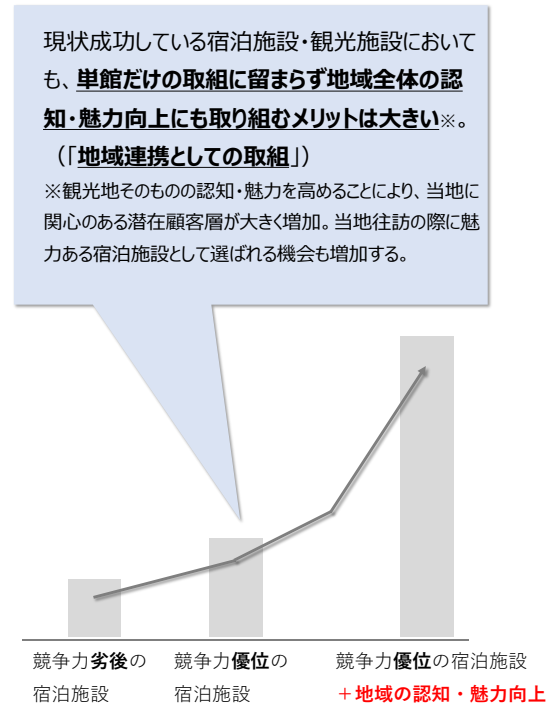 現状成功している宿泊施設・観光施設において
も、単館だけの取組に留まらず地域全体の認
知・魅力向上にも取り組むメリットは大きい※。
（「地域連携としての取組」）
※観光地そのものの認知・魅力を高めることにより、当地に
関心のある潜在顧客層が大きく増加。当地往訪の際に魅
力ある宿泊施設として選ばれる機会も増加する。
競争力劣後の
宿泊施設
競争力優位の
宿泊施設
競争力優位の宿泊施設
＋地域の認知・魅力向上